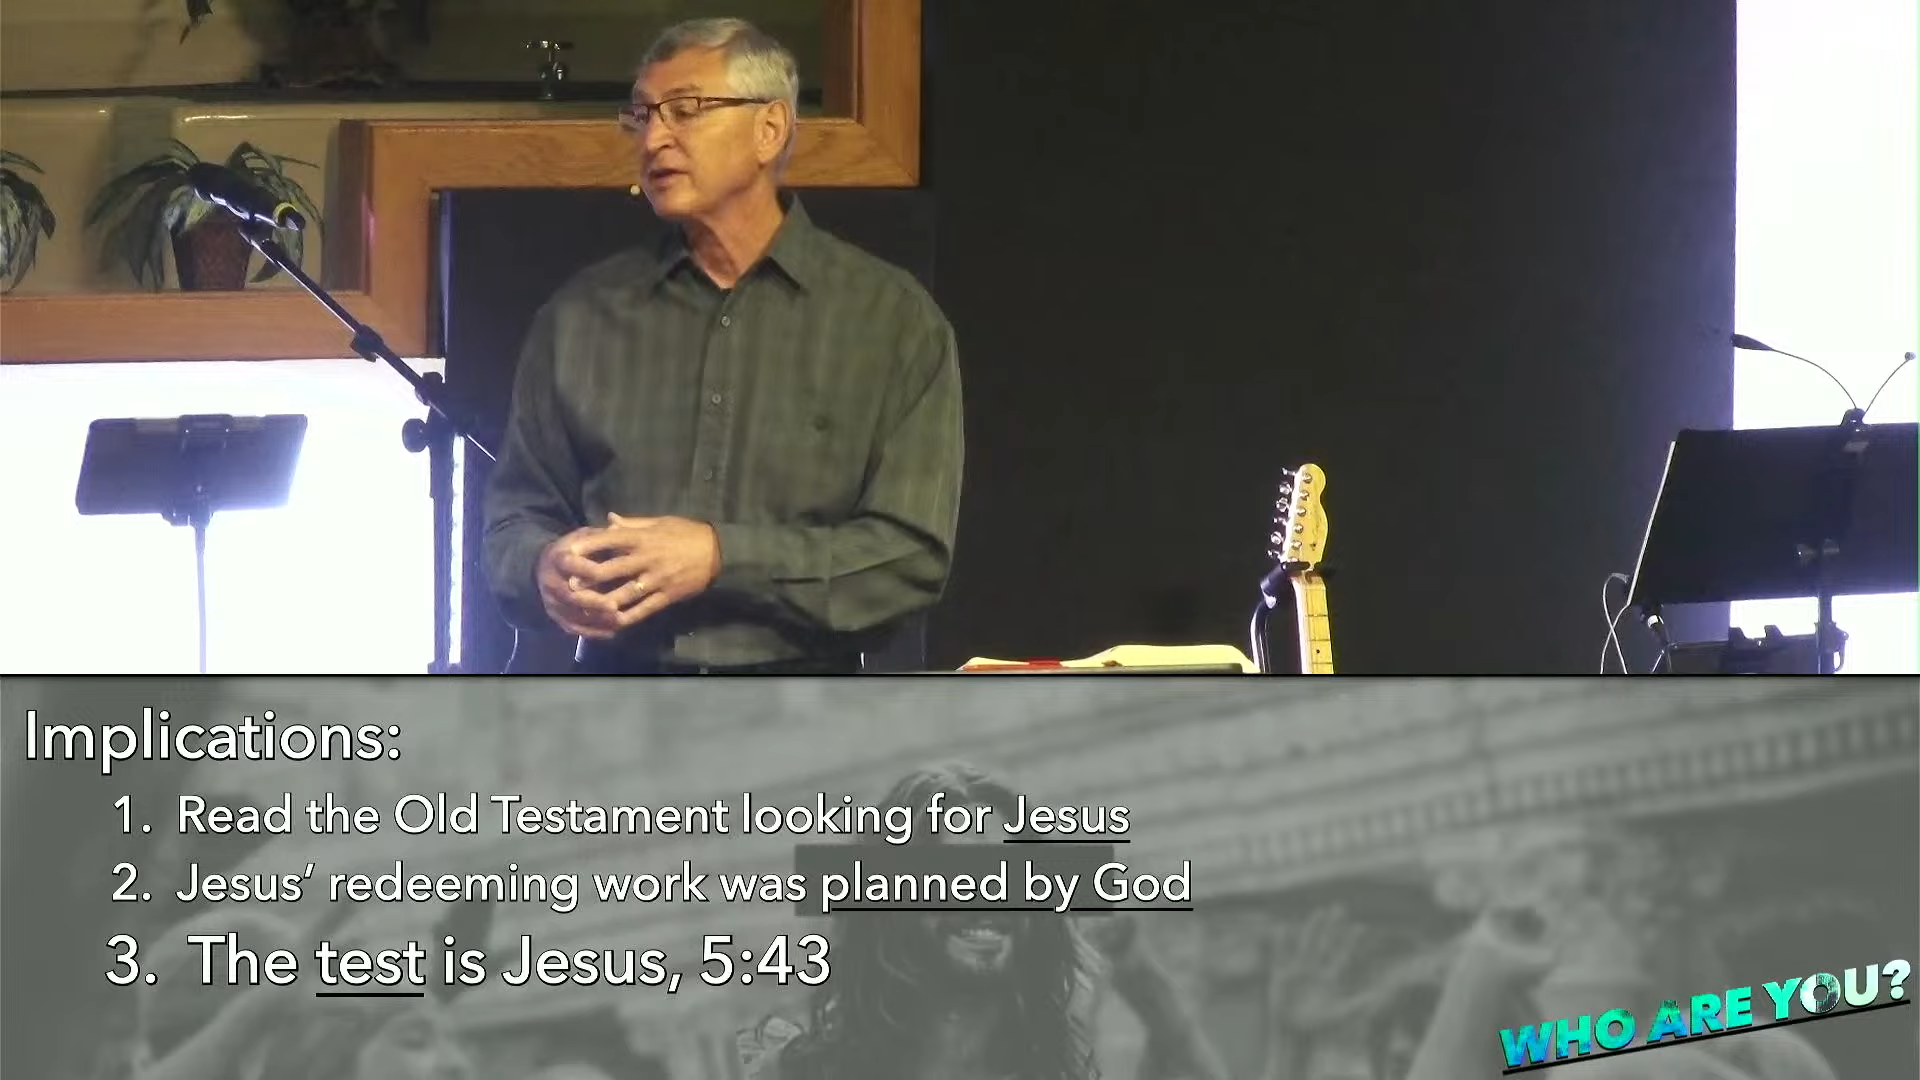 Implications:
1. Read the Old Testament looking for Jesus
2. Jesus’ redeeming work was planned by God
3. The test is Jesus, 5:43
WHO ARE YOU?